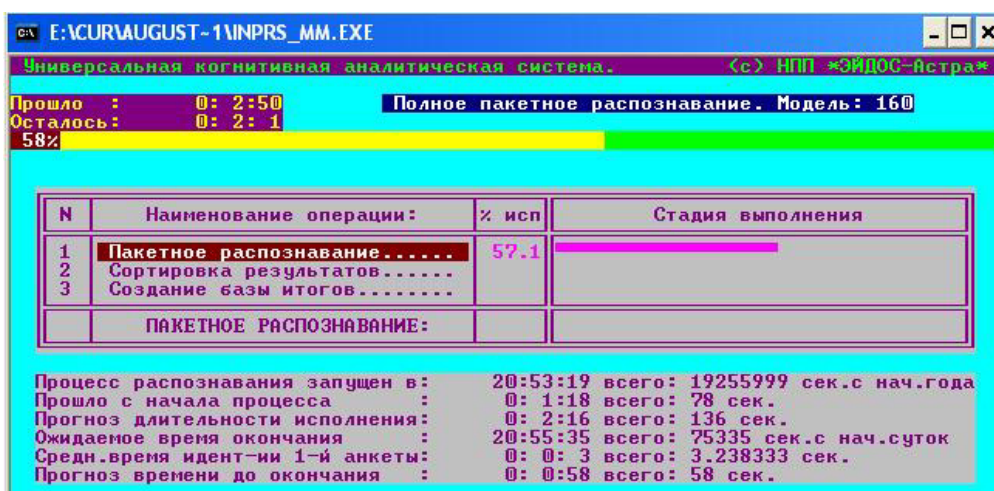 E:\CUR\AUGUST~1\INPRS_MM.EXE
Универсальная когнитивная аналитическая система. (c) НПП *ЭЙДОС-Астра*
Прошло : 0: 2:50 Полное пакетное распознавание. Модель: 160
Осталось: 0: 2: 1
58%
N Наименование операции: % исп Стадия выполнения
1 Пакетное распознавание...... 57.1
2 Сортировка результатов......
3 Создание базы итогов........
ПАКЕТНОЕ РАСПОЗНАВАНИЕ:
Процесс распознавания запущен в: 20:53:19 всего: 19255999 сек.с нач.года
Прошло с начала процесса : 0: 1:18 всего: 78 сек.
Прогноз длительности исполнения: 0: 2:16 всего: 136 сек.
Ожидаемое время окончания : 20:55:35 всего: 75335 сек.с нач.суток
Средн.время идент-ии 1-й анкеты: 0: 0: 3 всего: 3.238333 сек.
Прогноз времени до окончания : 0: 0:58 всего: 58 сек.